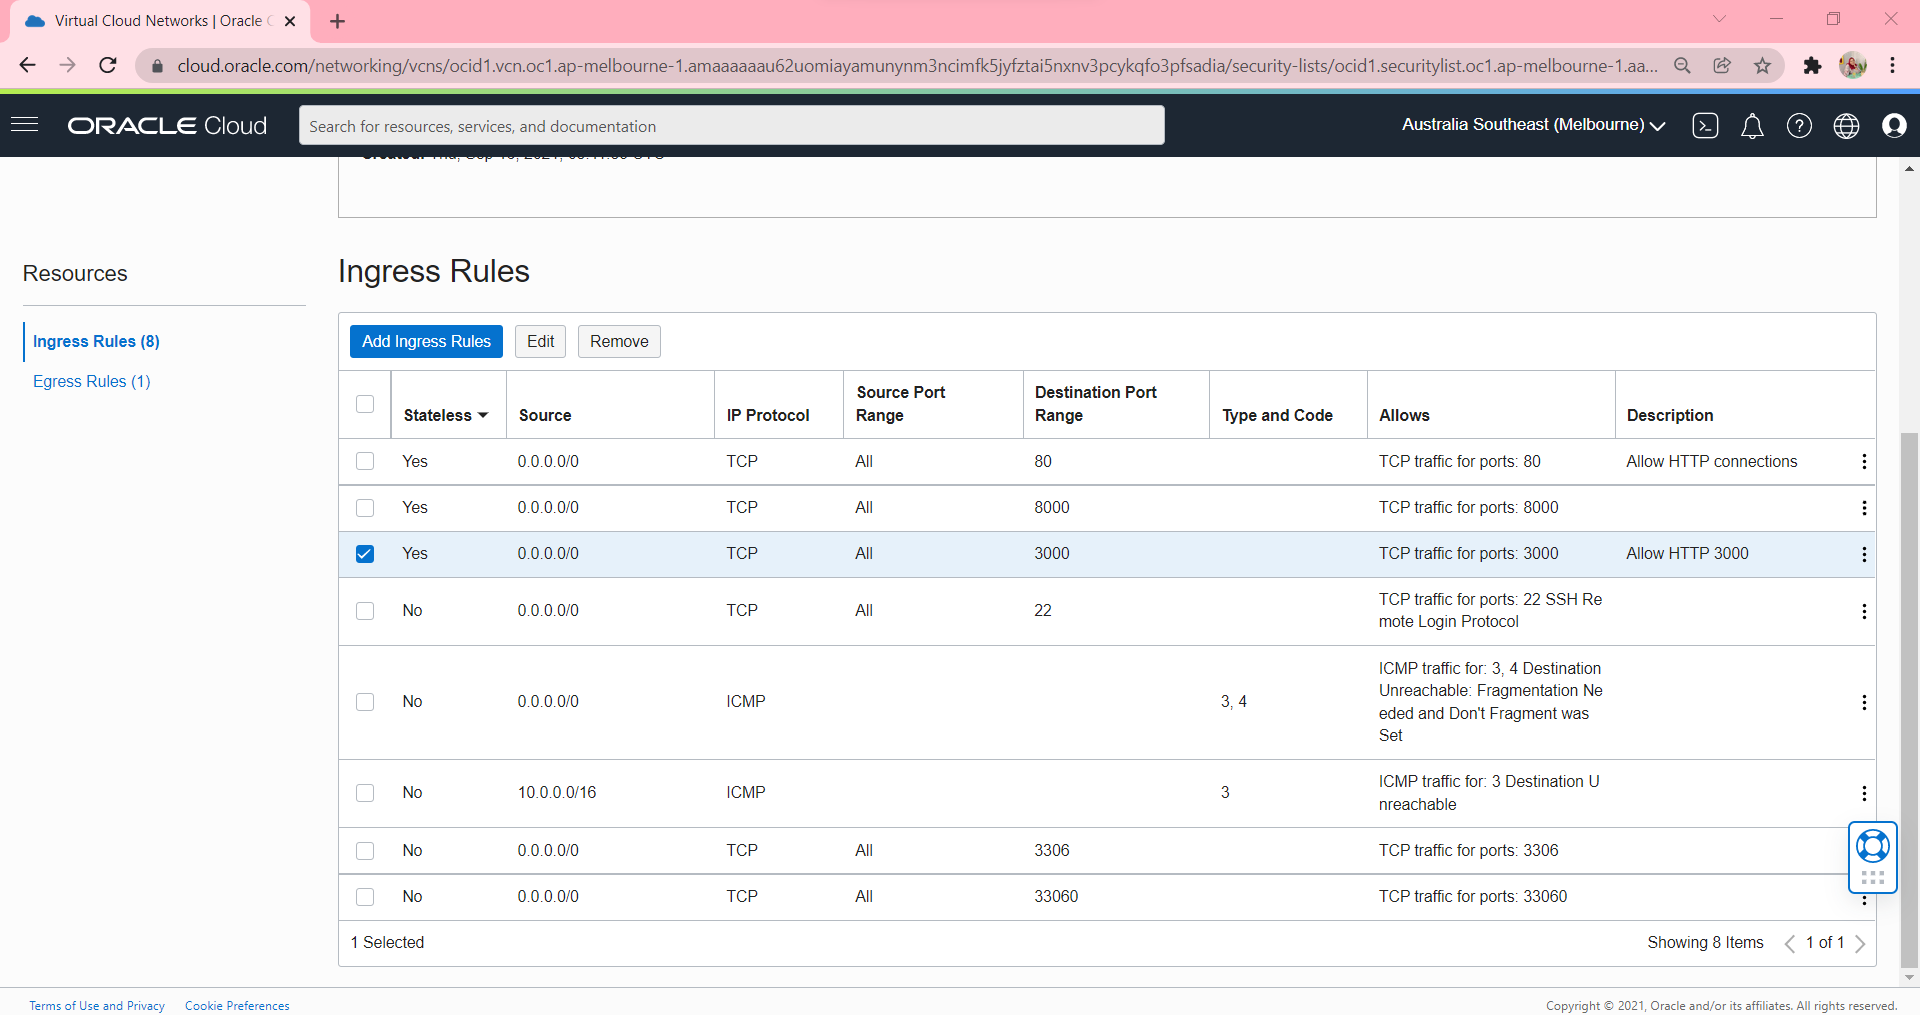 Virtual Cloud Networks | Oracle C
cloud.oracle.com/networking/vcns/ocid1.vcn.oc1.ap-melbourne-1.amaaaaaau62uomiayamunynm3ncimfk5jyfztai5nxnv3pcykqfo3pfsadia/security-lists/ocid1.securitylist.oc1.ap-melbourne-1.aa...
ORACLE Cloud
Search for resources, services, and documentation
Australia Southeast (Melbourne)
Resources
Ingress Rules (8)
Egress Rules (1)
Ingress Rules
Add Ingress Rules Edit Remove
Stateless Source IP Protocol Source Port Range Destination Port Range Type and Code Allows Description
Yes 0.0.0.0/0 TCP All 80 TCP traffic for ports: 80 Allow HTTP connections
Yes 0.0.0.0/0 TCP All 8000 TCP traffic for ports: 8000
Yes 0.0.0.0/0 TCP All 3000 TCP traffic for ports: 3000 Allow HTTP 3000
No 0.0.0.0/0 TCP All 22 TCP traffic for ports: 22 SSH Re
mote Login Protocol
No 0.0.0.0/0 ICMP 3, 4 ICMP traffic for: 3, 4 Destination
Unreachable: Fragmentation Ne
eded and Don't Fragment was
Set
No 10.0.0.0/16 ICMP 3 ICMP traffic for: 3 Destination U
nreachable
No 0.0.0.0/0 TCP All 3306 TCP traffic for ports: 3306
No 0.0.0.0/0 TCP All 33060 TCP traffic for ports: 33060
1 Selected
Showing 8 Items 1 of 1
Terms of Use and Privacy Cookie Preferences
Copyright © 2021, Oracle and/or its affiliates. All rights reserved.